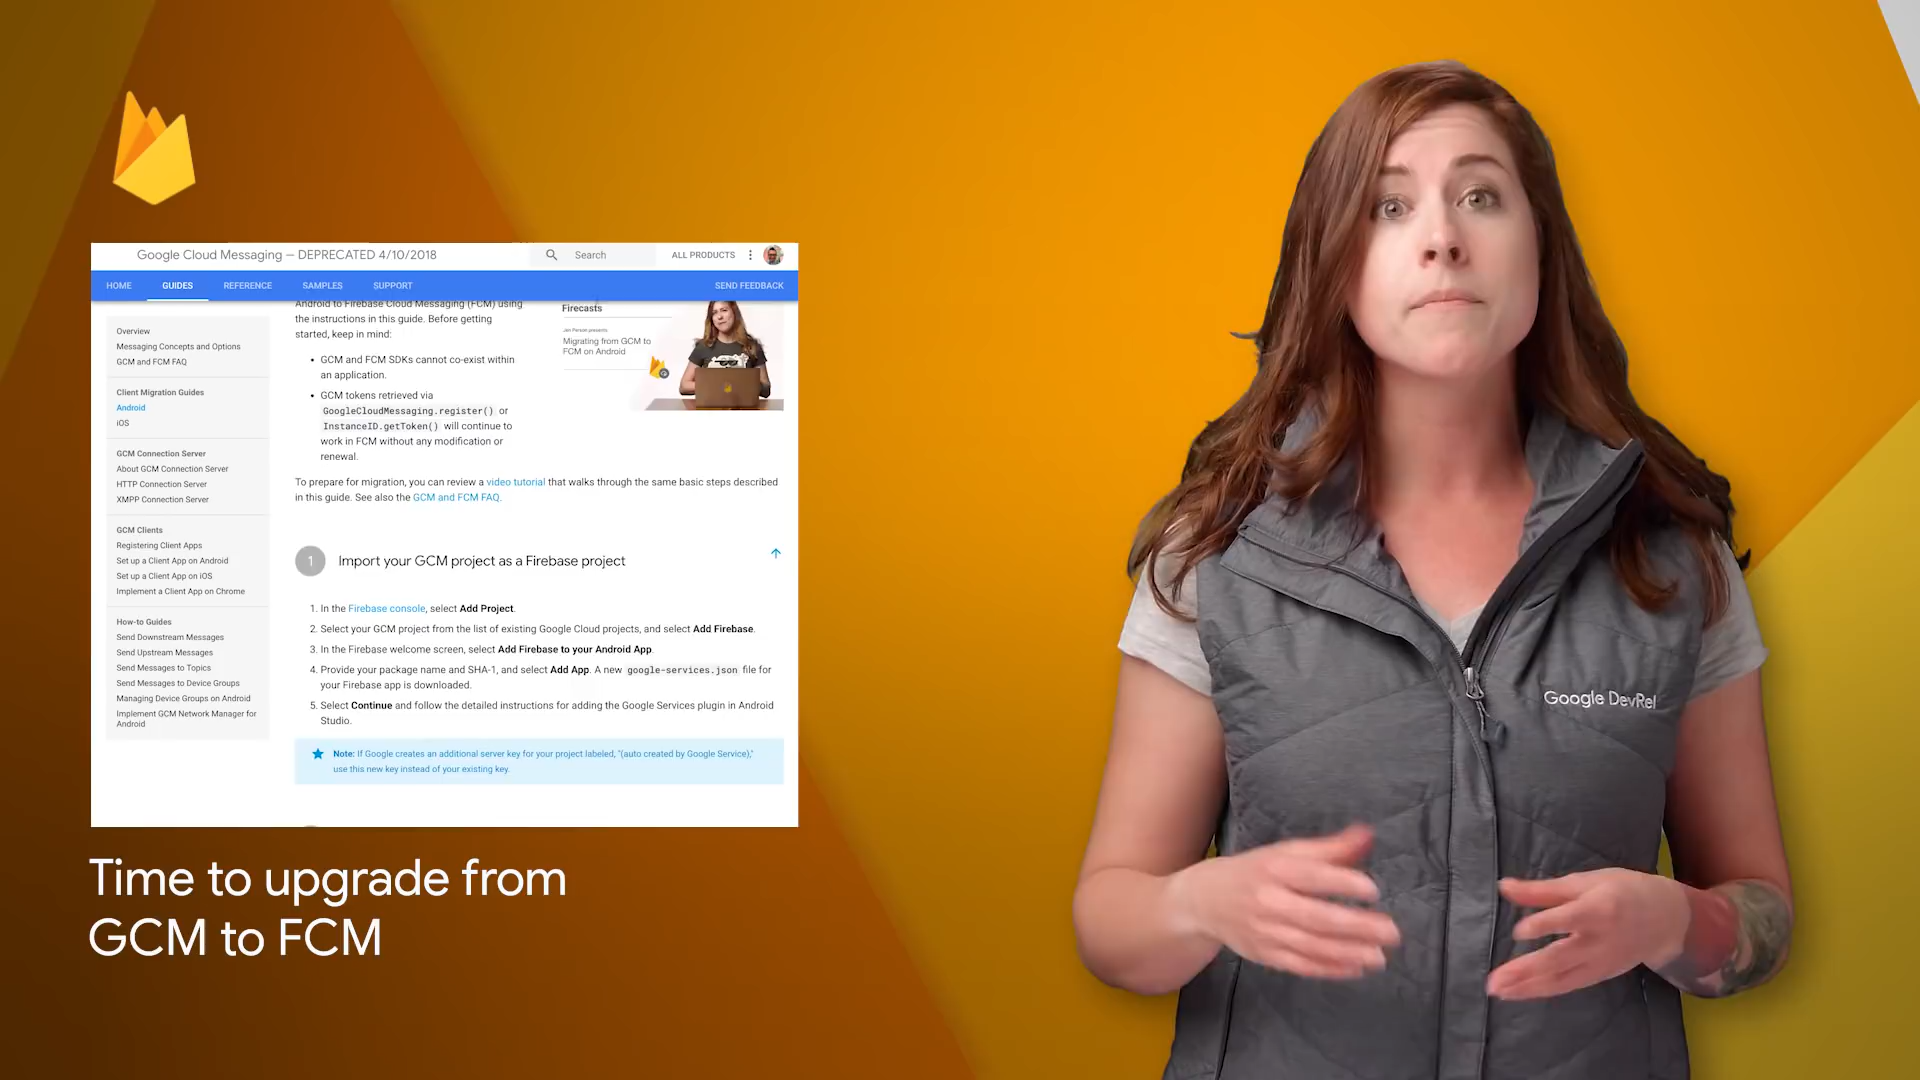 Google Cloud Messaging – DEPRECATED 4/10/2018
Search
ALL PRODUCTS
HOME
GUIDES
REFERENCE
SAMPLES
SUPPORT
SEND FEEDBACK
Overview
Messaging Concepts and Options
GCM and FCM FAQ
Client Migration Guides
Android
iOS
GCM Connection Server
About GCM Connection Server
HTTP Connection Server
XMPP Connection Server
GCM Clients
Registering Client Apps
Set up a Client App on Android
Set up a Client App on iOS
Implement a Client App on Chrome
How-to Guides
Send Downstream Messages
Send Upstream Messages
Send Messages to Topics
Send Messages to Device Groups
Managing Device Groups on Android
Implement GCM Network Manager for
Android
Android to Firebase Cloud Messaging (FCM) using
the instructions in this guide. Before getting
started, keep in mind:
• GCM and FCM SDKs cannot co-exist within
an application.
• GCM tokens retrieved via
GoogleCloudMessaging.register() or
InstanceID.getToken() will continue to
work in FCM without any modification or
renewal.
Firecasts
Jen Person presents:
Migrating from GCM to
FCM on Android
To prepare for migration, you can review a video tutorial that walks through the same basic steps described
in this guide. See also the GCM and FCM FAQ.
1 Import your GCM project as a Firebase project
1. In the Firebase console, select Add Project.
2. Select your GCM project from the list of existing Google Cloud projects, and select Add Firebase.
3. In the Firebase welcome screen, select Add Firebase to your Android App.
4. Provide your package name and SHA-1, and select Add App. A new google-services.json file for
your Firebase app is downloaded.
5. Select Continue and follow the detailed instructions for adding the Google Services plugin in Android
Studio.
Note: If Google creates an additional server key for your project labeled, "(auto created by Google Service),"
use this new key instead of your existing key.
Time to upgrade from
GCM to FCM
Google DevRel